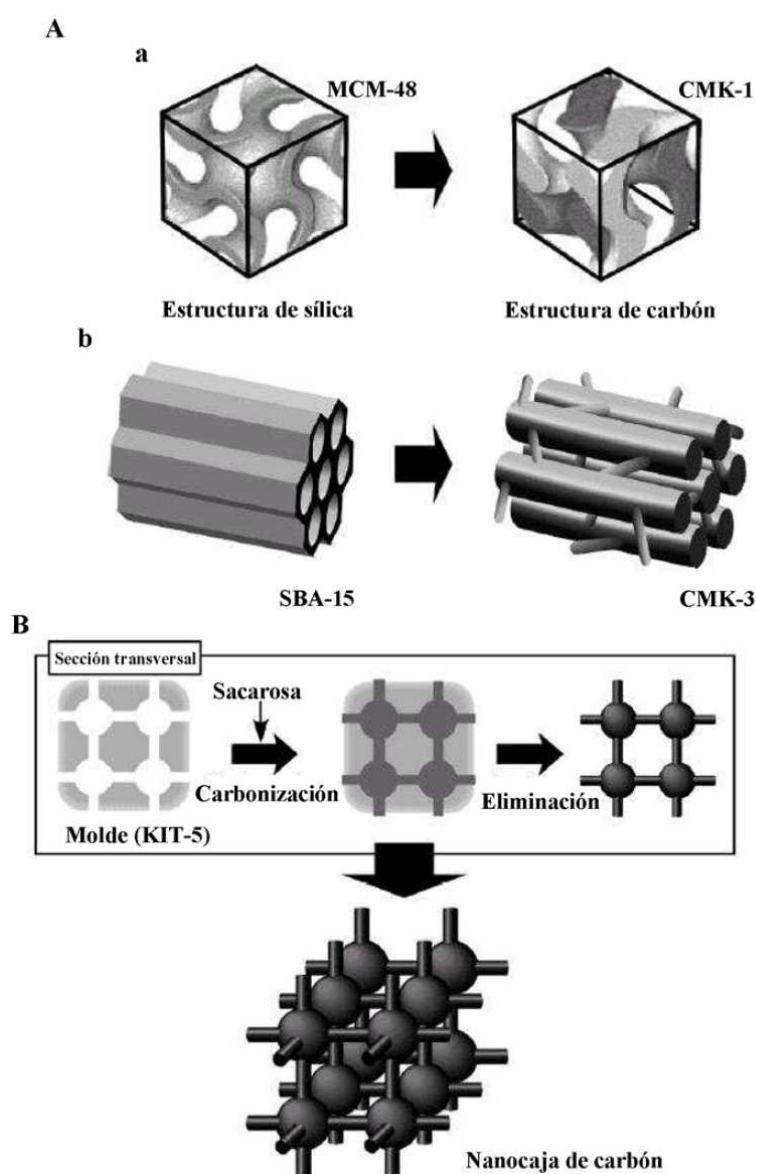 A
a
MCM-48
CMK-1
Estructura de sílica
Estructura de carbón
b
SBA-15
CMK-3
B
Sección transversal
Sacarosa
Carbonización
Eliminación
Molde (KIT-5)
Nanocaja de carbón